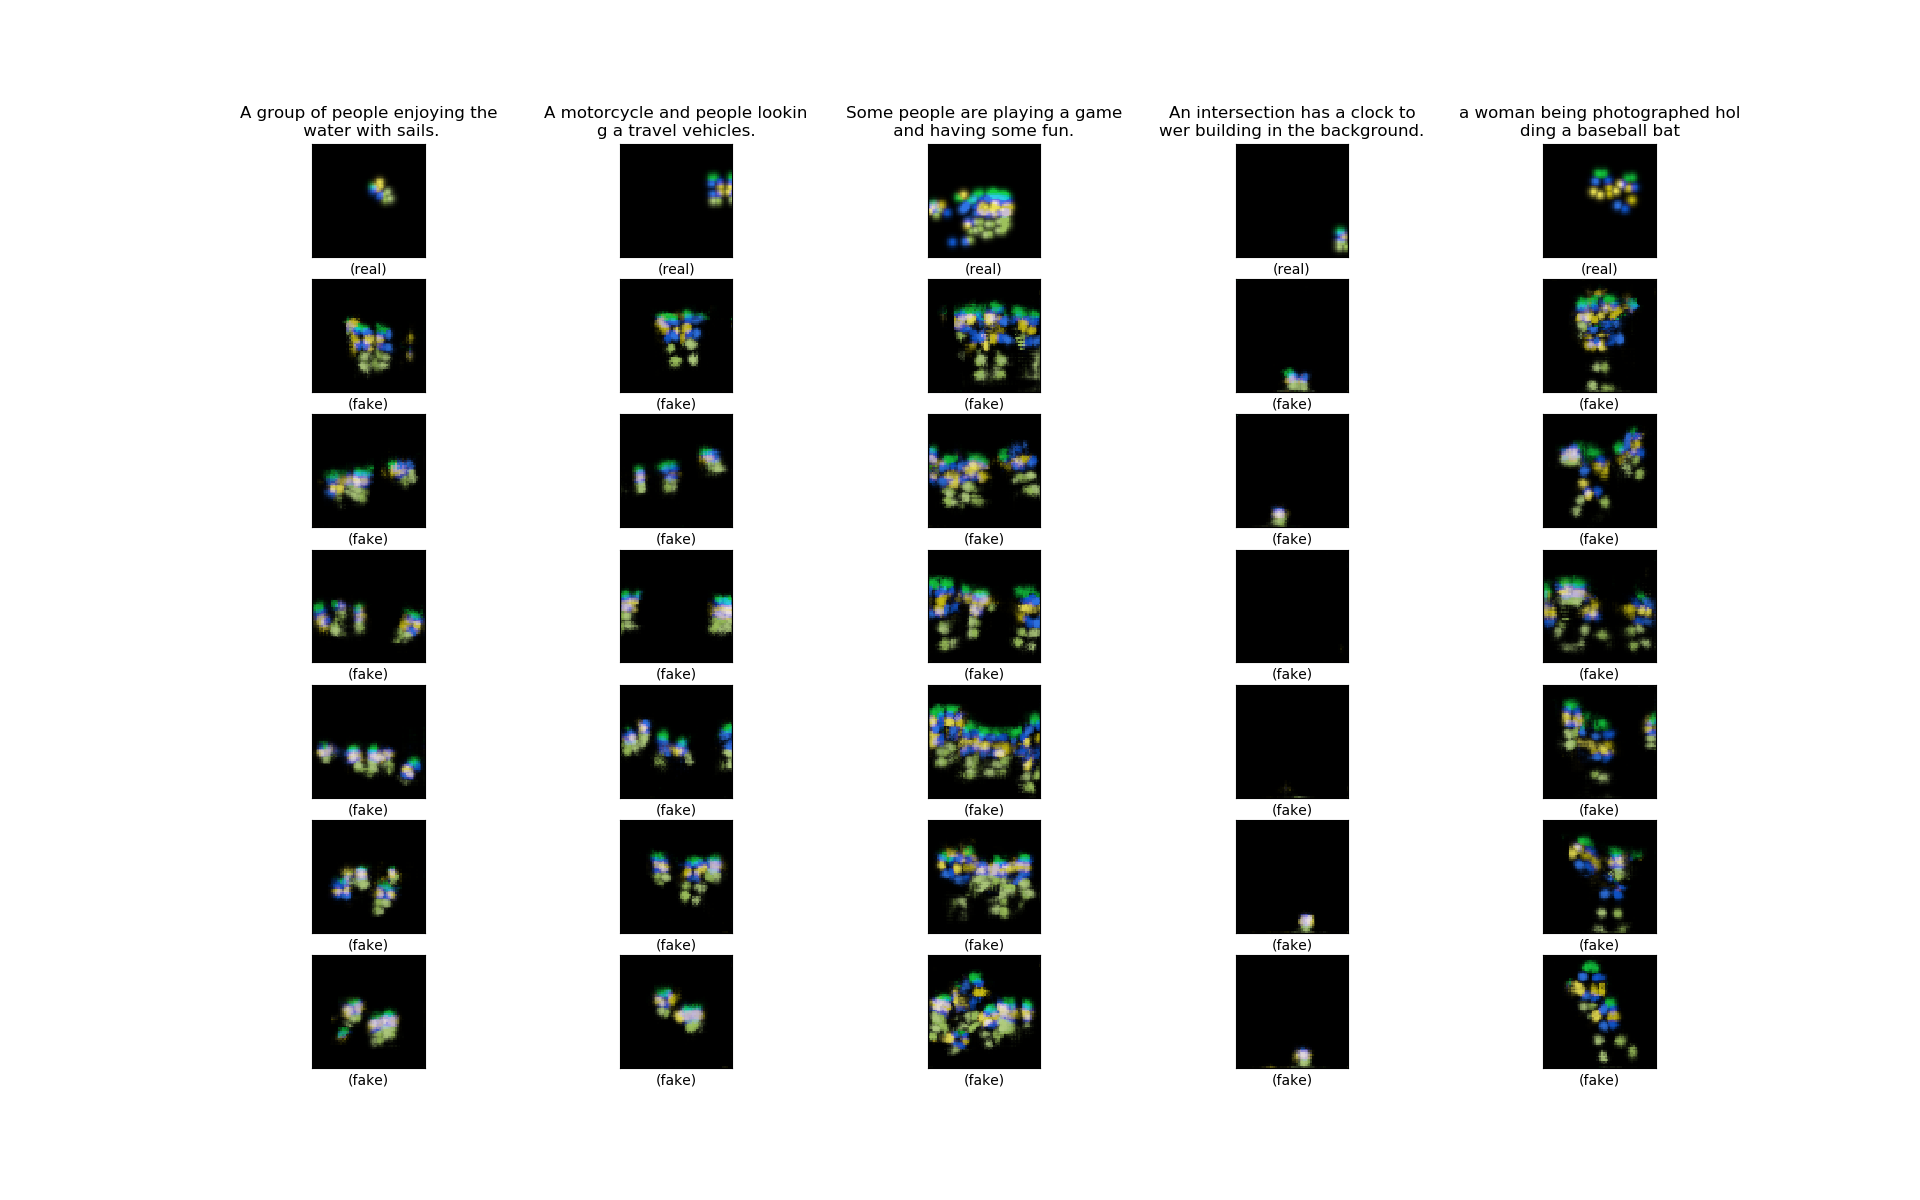 A group of people enjoying the
water with sails.
A motorcycle and people lookin
g a travel vehicles.
Some people are playing a game
and having some fun.
An intersection has a clock to
wer building in the background.
a woman being photographed hol
ding a baseball bat
(real) (real) (real) (real) (real)
(fake) (fake) (fake) (fake) (fake)
(fake) (fake) (fake) (fake) (fake)
(fake) (fake) (fake) (fake) (fake)
(fake) (fake) (fake) (fake) (fake)
(fake) (fake) (fake) (fake) (fake)
(fake) (fake) (fake) (fake) (fake)